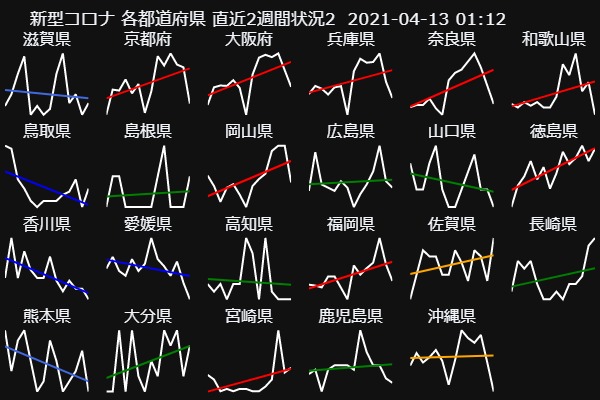 新型コロナ 各都道府県 直近2週間状況2 2021-04-13 01:12
滋賀県 京都府 大阪府 兵庫県 奈良県 和歌山県
鳥取県 島根県 岡山県 広島県 山口県 徳島県
香川県 愛媛県 高知県 福岡県 佐賀県 長崎県
熊本県 大分県 宮崎県 鹿児島県 沖縄県